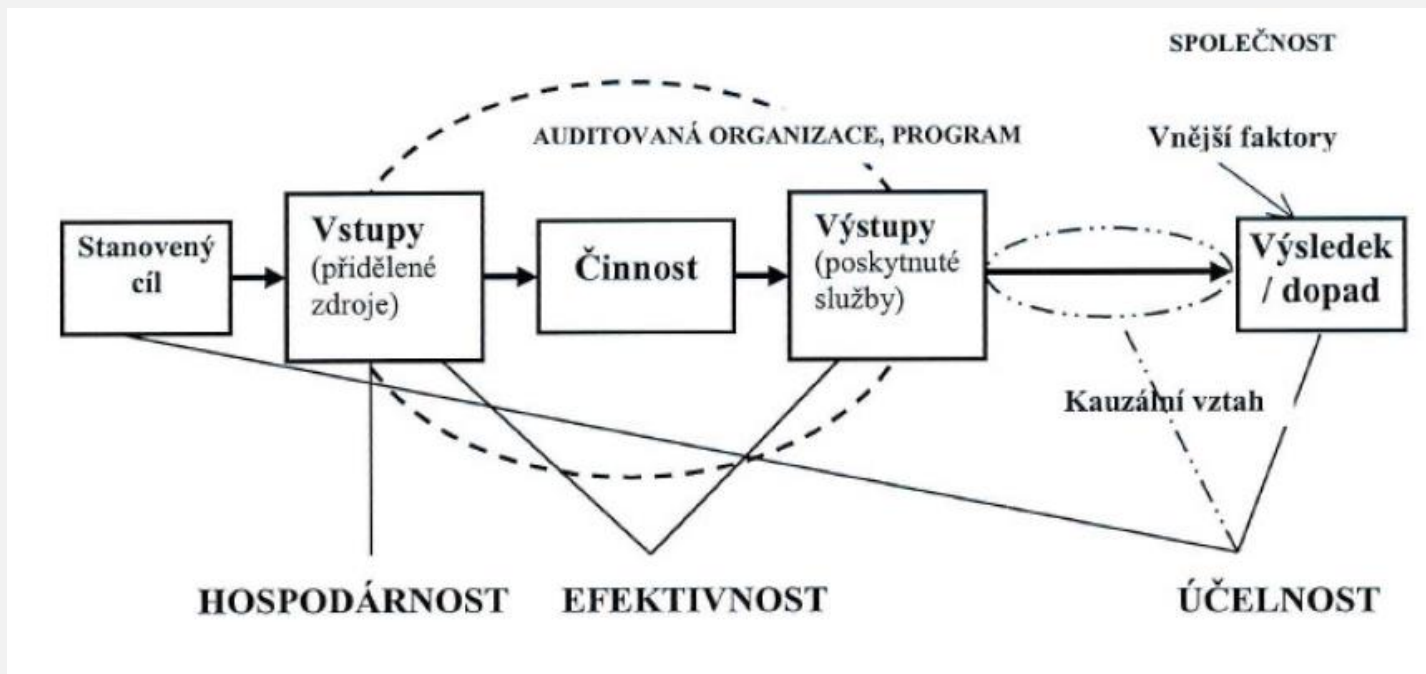 SPOLEČNOST
AUDITOVANÁ ORGANIZACE, PROGRAM
Vnější faktory
Stanovený
cíl
Vstupy
(přidělené
zdroje)
Činnost
Výstupy
(poskytnuté
služby)
Výsledek
/ dopad
Kauzální vztah
HOSPODÁRNOST
EFEKTIVNOST
ÚČELNOST